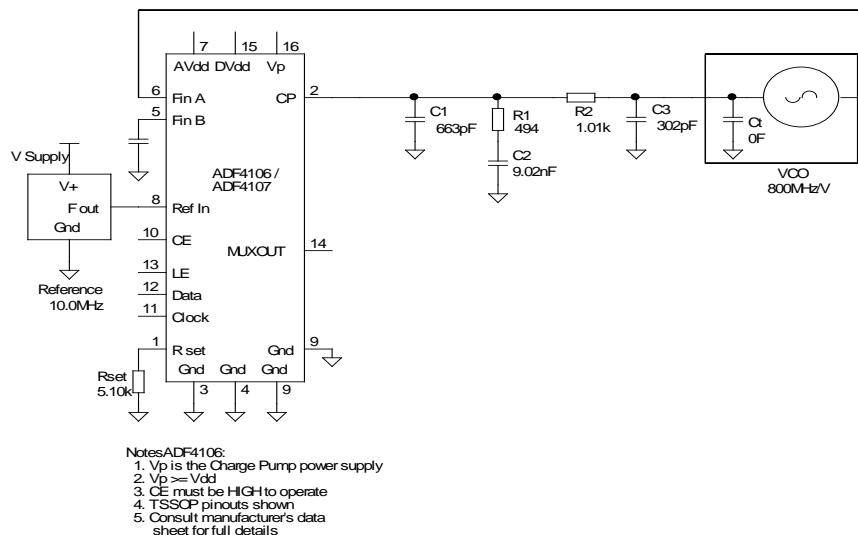 7
15
16
AVdd
DVdd
Vp
6
Fin A
CP
2
5
Fin B
C1
663pF
R1
494
R2
1.01k
C3
302pF
Ct
0F
C2
9.02nF
VCO
800MHz/V
V Supply
V+
F out
Gnd
ADF4106 /
ADF4107
8
Ref In
10
CE
MUXOUT
14
13
LE
12
Data
11
Clock
Reference
10.0MHz
1
R set
Gnd
9
Rset
5.10k
Gnd
Gnd
Gnd
3
4
9
NotesADF4106:
1. Vp is the Charge Pump power supply
2. Vp >= Vdd
3. CE must be HIGH to operate
4. TSSOP pinouts shown
5. Consult manufacturer's data
sheet for full details